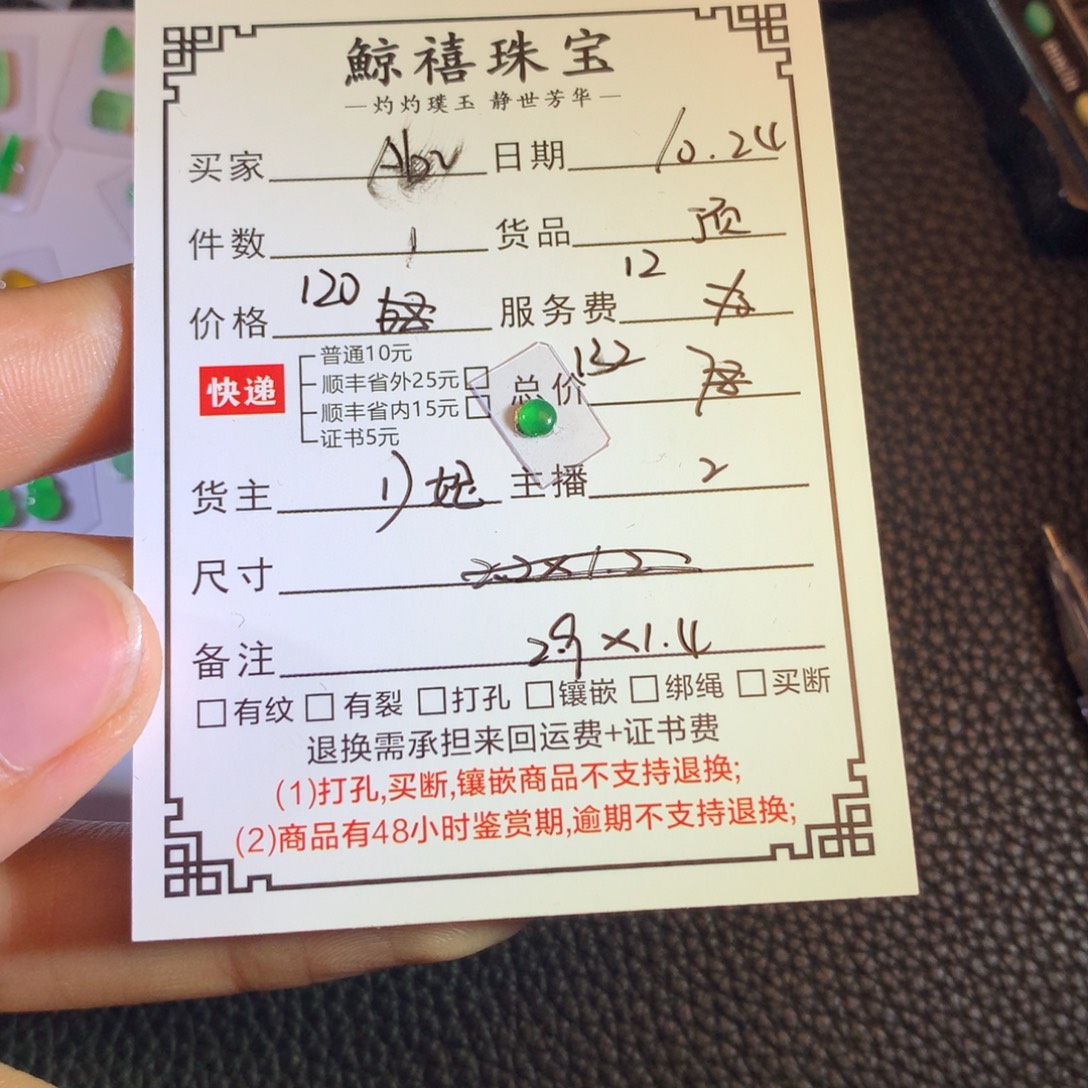 鲸禧珠宝
—灼灼璞玉 静世芳华—
买家 日期 10.24
件数 1 货品
价格 120 服务费 12
快递
普通10元
顺丰省外25元□
顺丰省内15元□
证书5元
总价 132
货主 主播 2
尺寸
备注 2.9×1.4
□有纹 □有裂 □打孔 □镶嵌 □绑绳 □买断
退换需承担来回运费+证书费
(1)打孔,买断,镶嵌商品不支持退换;
(2)商品有48小时鉴赏期,逾期不支持退换;